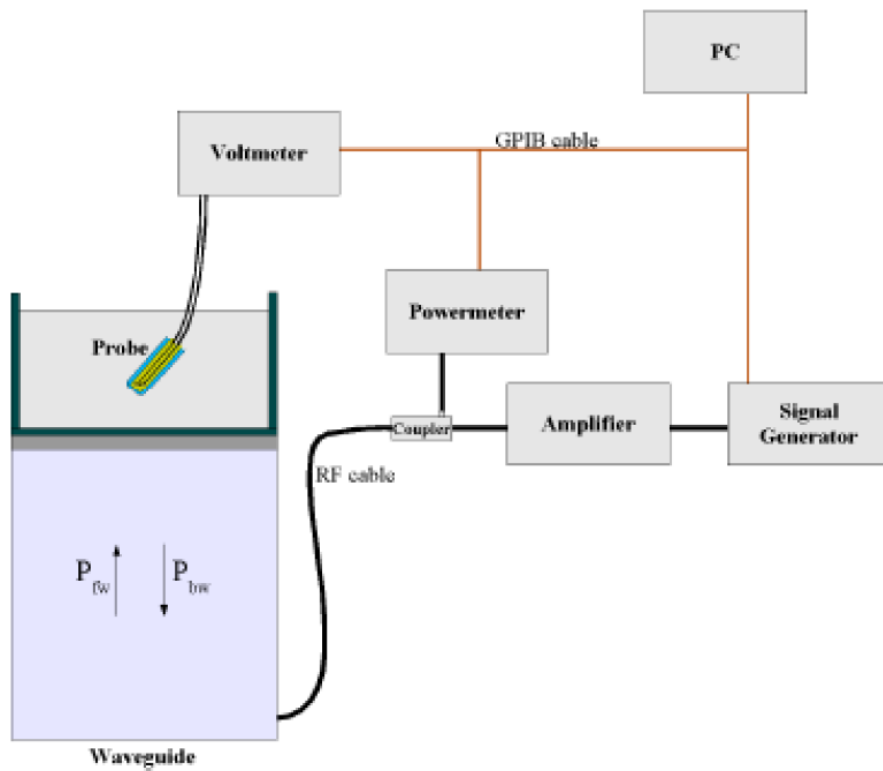 PC
Voltmeter
GPIB cable
Powermeter
Probe
Coupler
Amplifier
Signal
Generator
RF cable
P fw
P bw
Waveguide